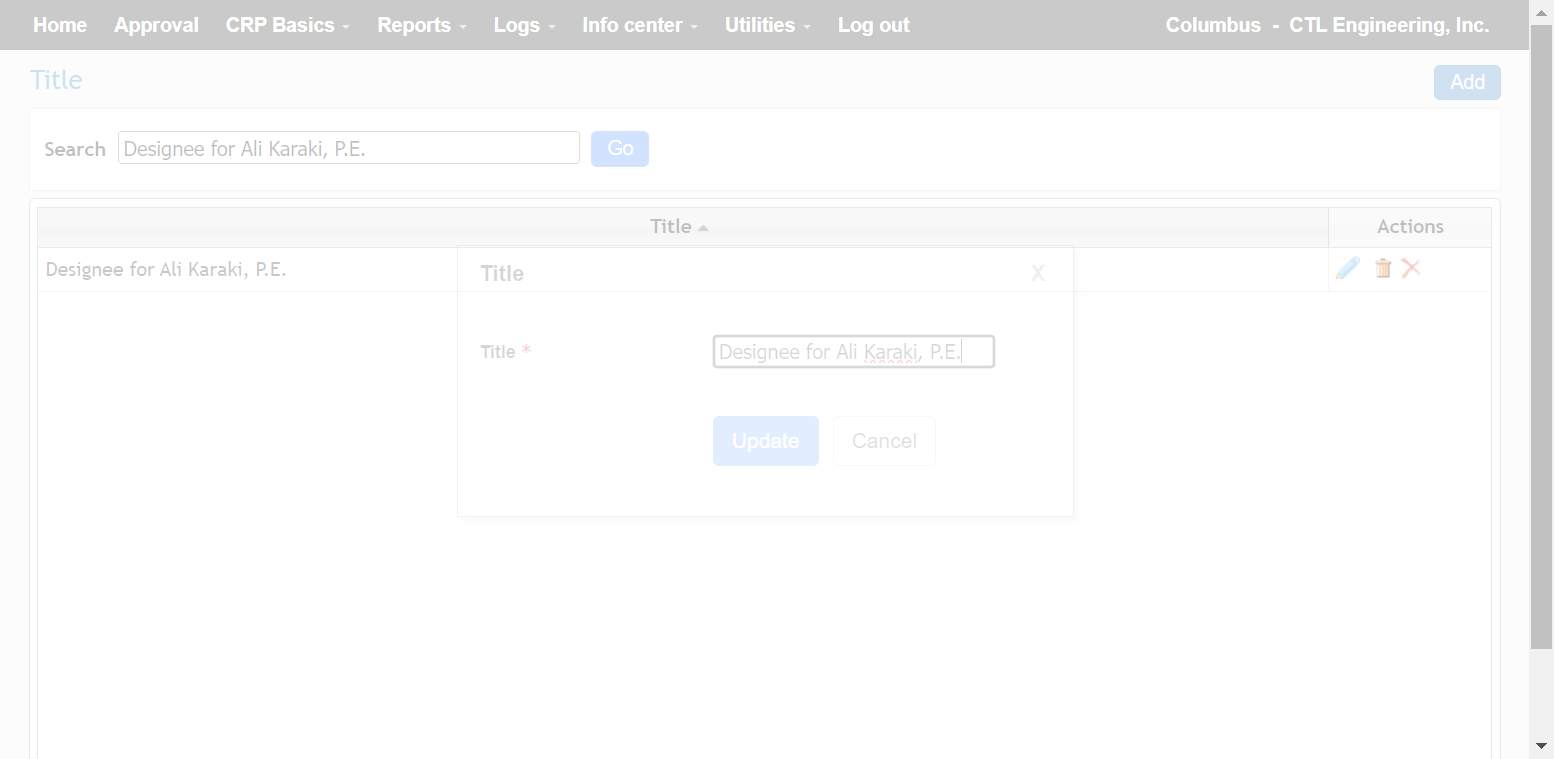 Home Approval CRP Basics Reports Logs Info center Utilities Log out Columbus - CTL Engineering, Inc.
Title Add
Search Designee for Ali Karaki, P.E. Go
Title Actions
Designee for Ali Karaki, P.E.
Title X
Title * Designee for Ali Karaki, P.E.
Update Cancel